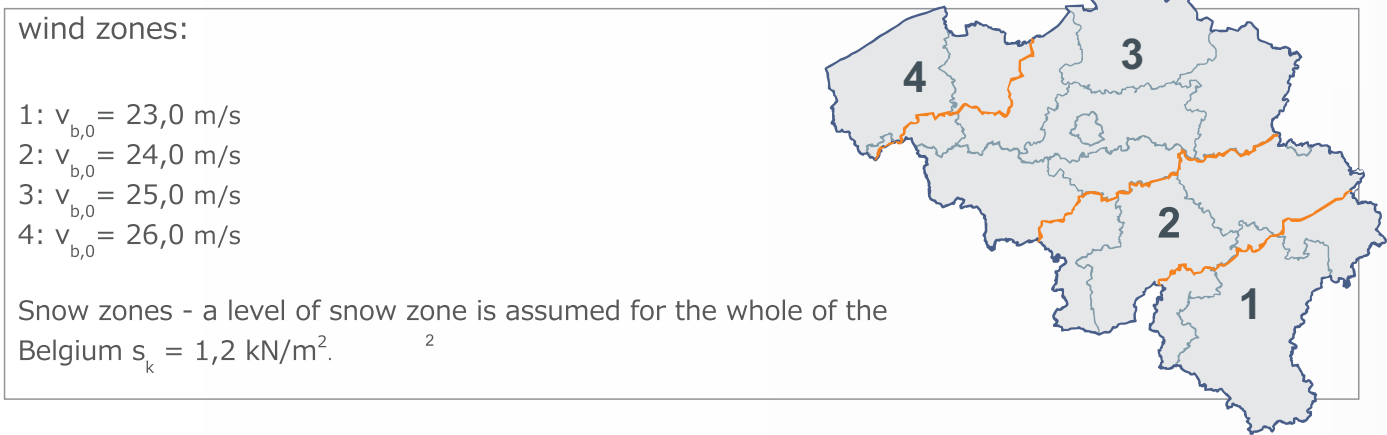 wind zones:
1: vb,0= 23,0 m/s
2: vb,0= 24,0 m/s
3: vb,0= 25,0 m/s
4: vb,0= 26,0 m/s
Snow zones - a level of snow zone is assumed for the whole of the
Belgium sk = 1,2 kN/m2. 2
4
3
2
1